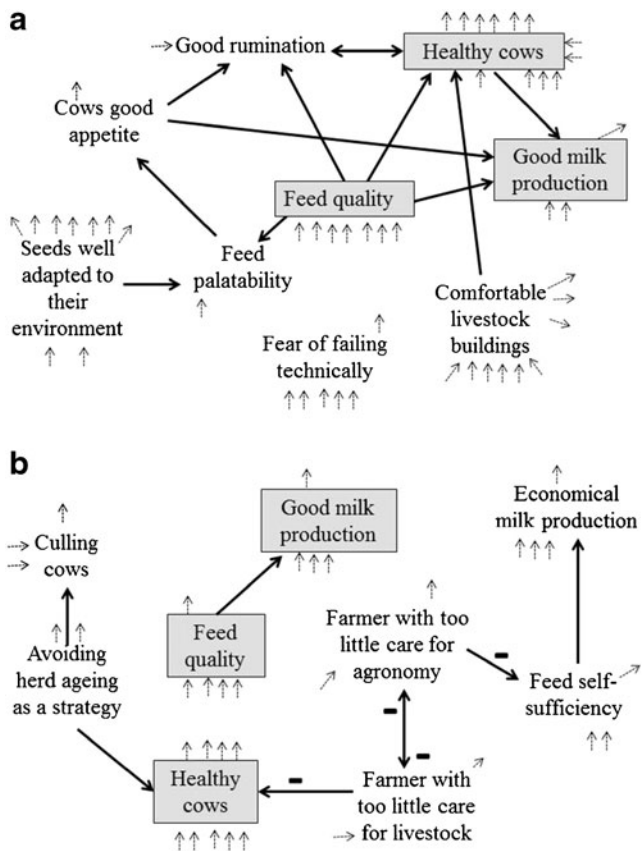 a
Good rumination
Healthy cows
Cows good
appetite
Good milk
production
Feed quality
Seeds well
adapted to
their
environment
Feed
palatability
Comfortable
livestock
buildings
Fear of failing
technically
b
Good milk
production
Economical
milk production
Culling
cows
Feed
quality
Farmer with too
little care for
agronomy
Avoiding
herd ageing
as a strategy
Feed self-
sufficiency
Healthy
cows
Farmer with
too little care
for livestock